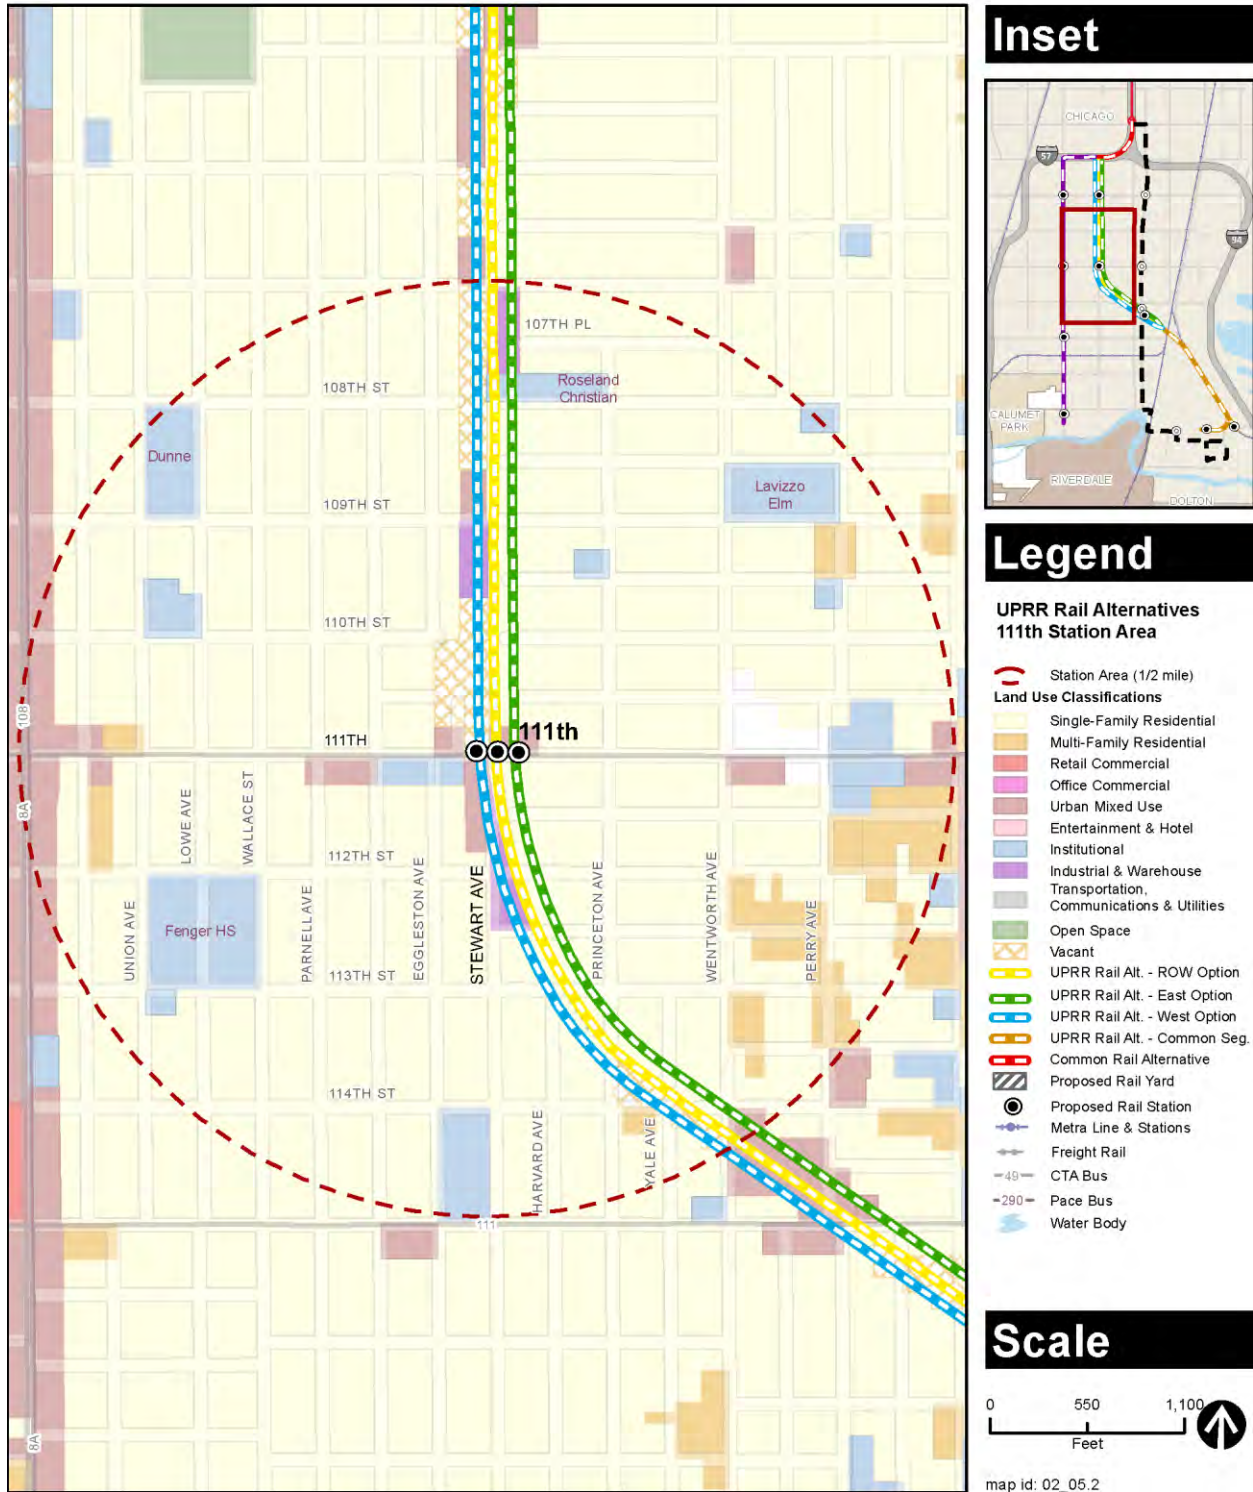 107TH PL
108TH ST
Roseland
Christian
Dunne
Lavizzo
Elm
109TH ST
110TH ST
108
111TH
111th
8A
LOWE AVE
WALLACE ST
112TH ST
UNION AVE
Fenger HS
PARNELL AVE
EGGLESTON AVE
STEWART AVE
PRINCETON AVE
WENTWORTH AVE
PERRY AVE
113TH ST
114TH ST
HARVARD AVE
YALE AVE
111
8A
Inset
CHICAGO
57
94
CALUMET
PARK
RIVERDALE
DOLTON
Legend
UPRR Rail Alternatives
111th Station Area
Station Area (1/2 mile)
Land Use Classifications
Single-Family Residential
Multi-Family Residential
Retail Commercial
Office Commercial
Urban Mixed Use
Entertainment & Hotel
Institutional
Industrial & Warehouse
Transportation,
Communications & Utilities
Open Space
Vacant
UPRR Rail Alt. - ROW Option
UPRR Rail Alt. - East Option
UPRR Rail Alt. - West Option
UPRR Rail Alt. - Common Seg.
Common Rail Alternative
Proposed Rail Yard
Proposed Rail Station
Metra Line & Stations
Freight Rail
49 CTA Bus
290 Pace Bus
Water Body
Scale
0 550 1,100
Feet
map id: 02_05.2